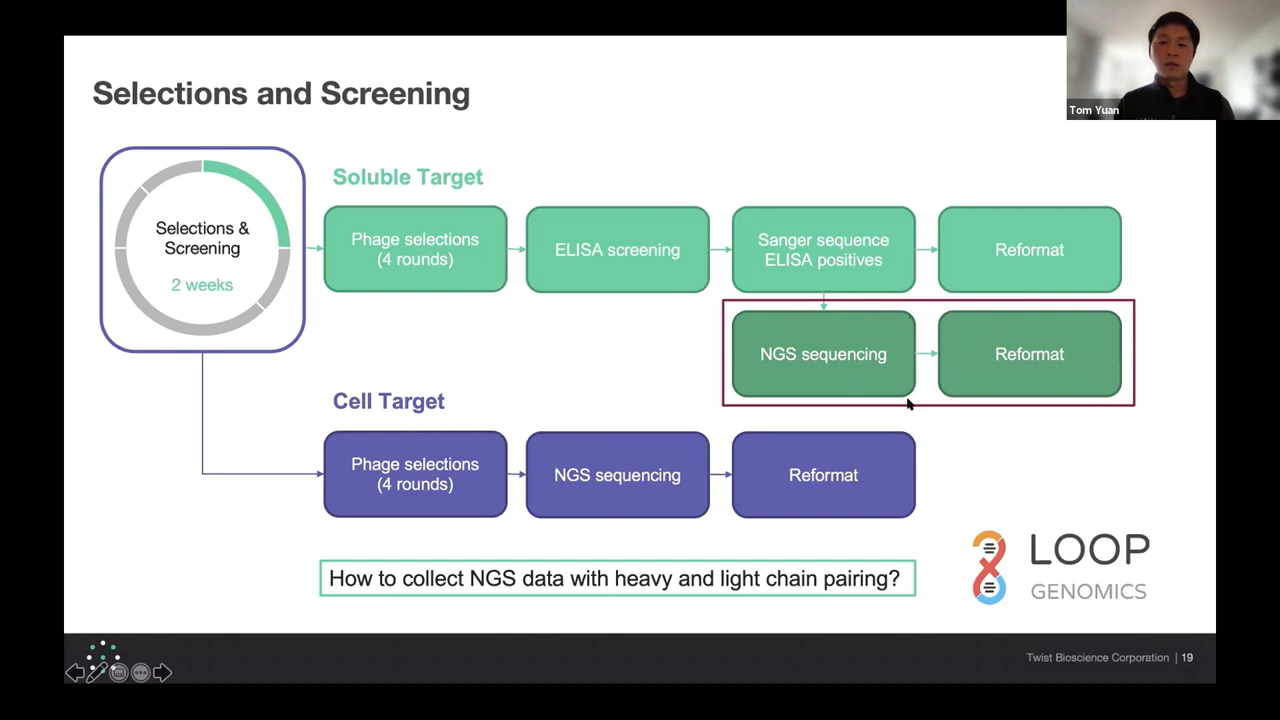 Selections and Screening
Tom Yuan
Selections &
Screening
2 weeks
Soluble Target
Phage selections
(4 rounds)
ELISA screening
Sanger sequence
ELISA positives
Reformat
NGS sequencing
Reformat
Cell Target
Phage selections
(4 rounds)
NGS sequencing
Reformat
How to collect NGS data with heavy and light chain pairing?
LOOP
GENOMICS
Twist Bioscience Corporation | 19